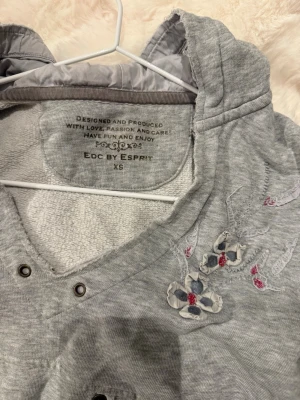 DESIGNED AND PRODUCED
WITH LOVE, PASSION AND CARE
HAVE FUN AND ENJOY
EDC BY ESPRIT
XS